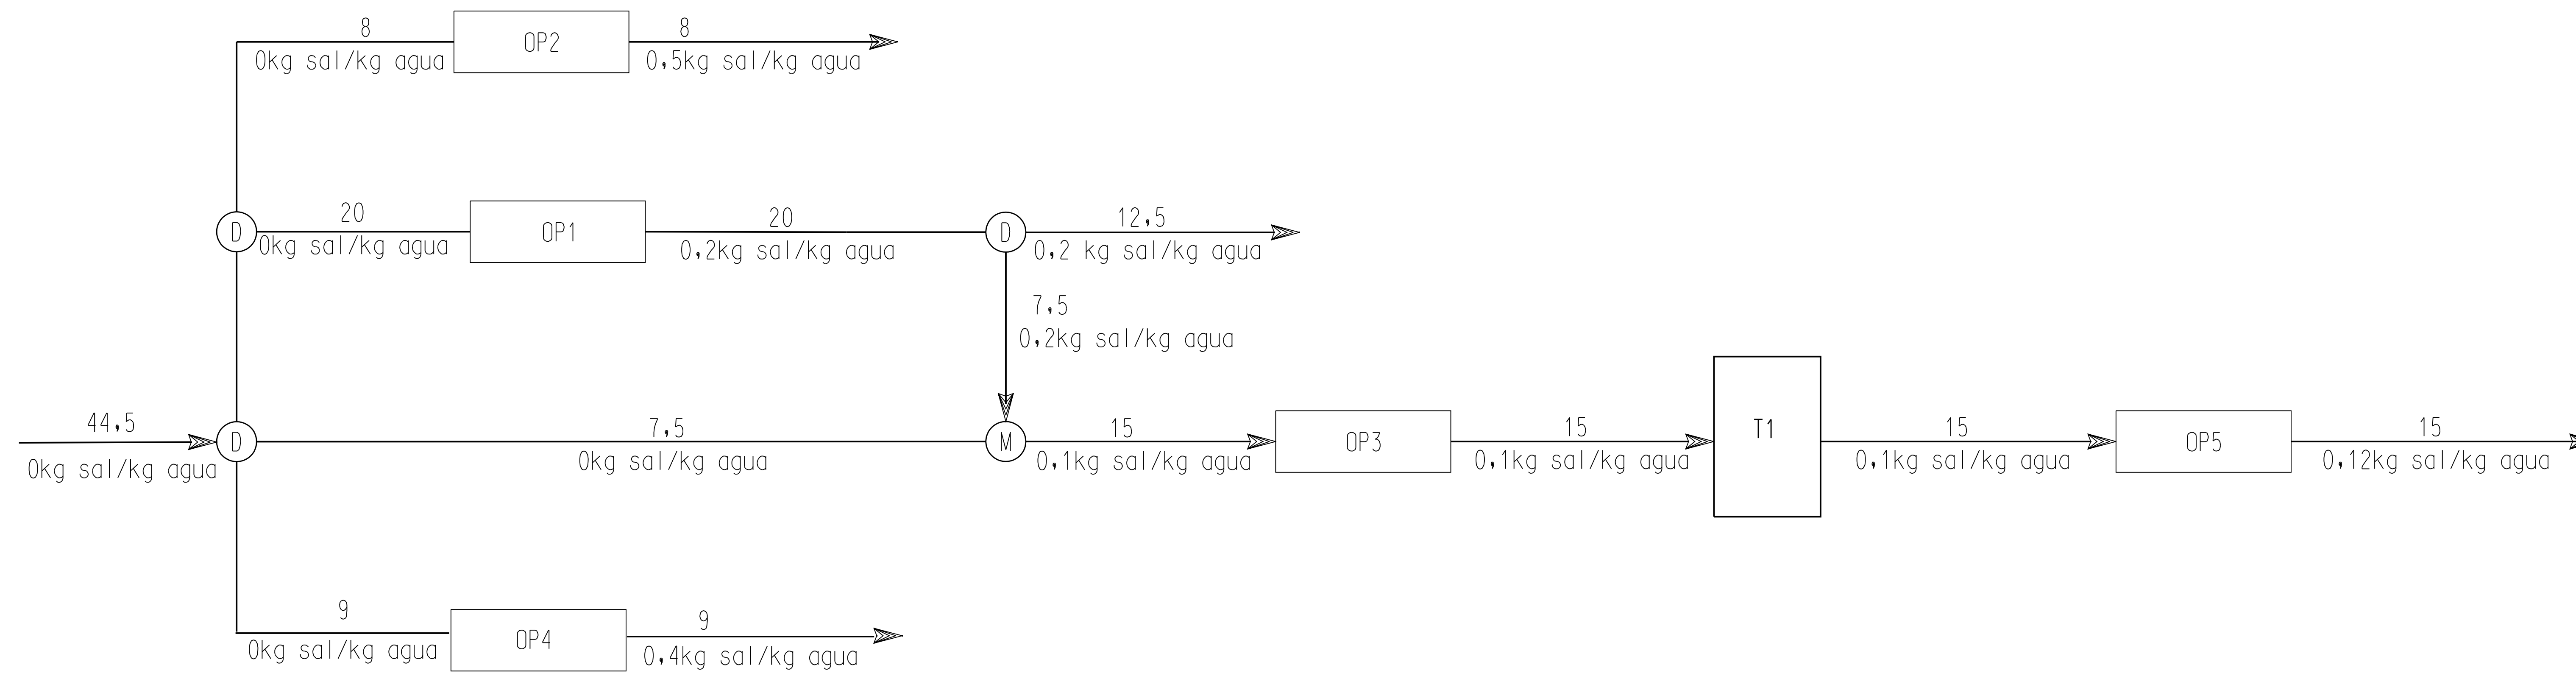 8
0kg sal/kg agua
OP2
8
0,5kg sal/kg agua
D
20
0kg sal/kg agua
OP1
20
0,2kg sal/kg agua
D
12,5
0,2 kg sal/kg agua
7,5
0,2kg sal/kg agua
44,5
0kg sal/kg agua
D
7,5
0kg sal/kg agua
M
15
0,1kg sal/kg agua
OP3
15
0,1kg sal/kg agua
T1
15
0,1kg sal/kg agua
OP5
15
0,12kg sal/kg agua
9
0kg sal/kg agua
OP4
9
0,4kg sal/kg agua